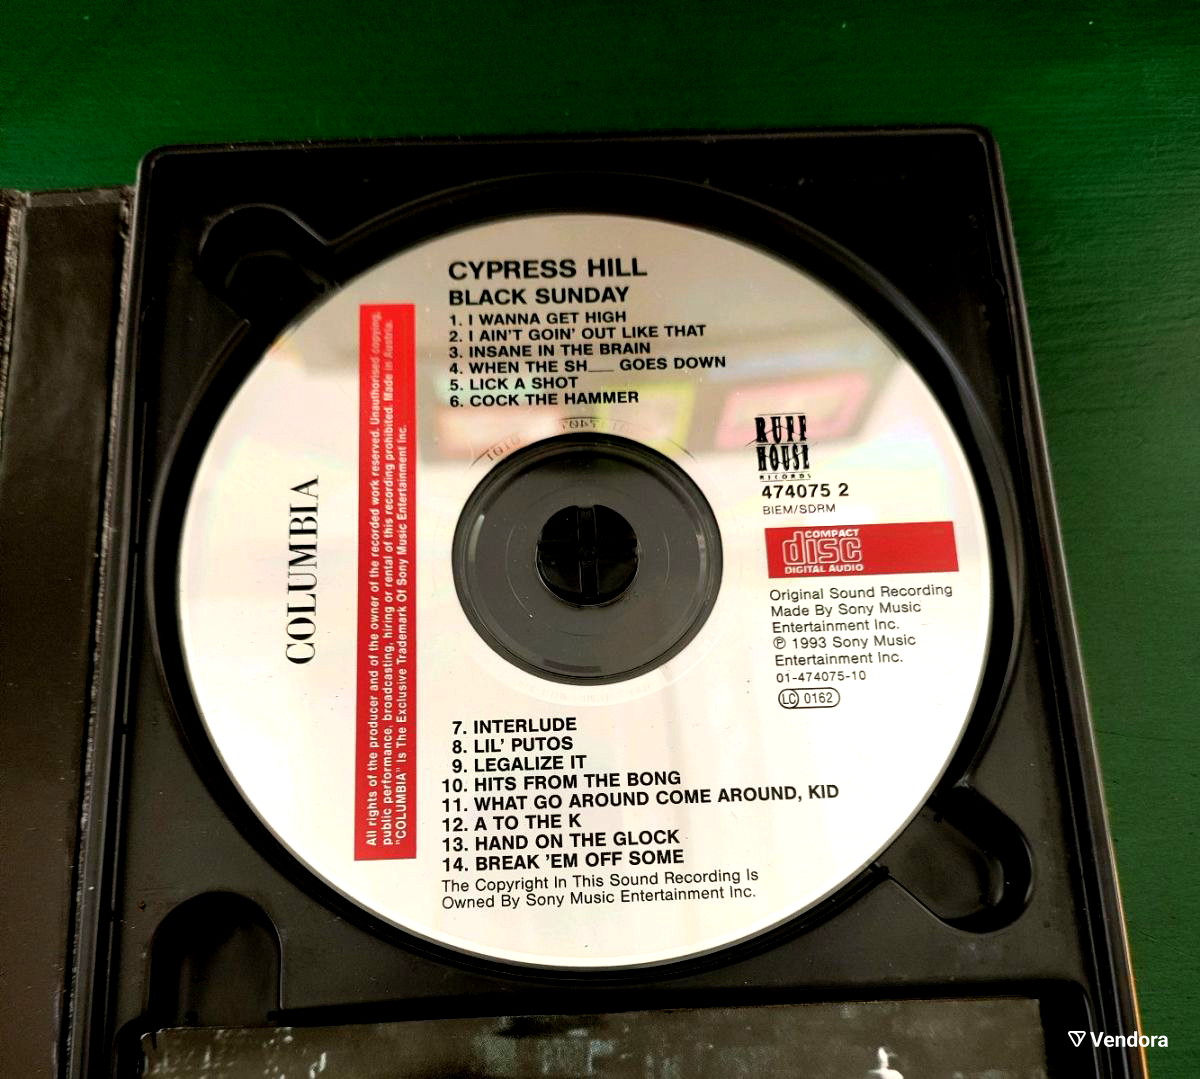 CYPRESS HILL
BLACK SUNDAY
1. I WANNA GET HIGH
2. I AIN'T GOIN' OUT LIKE THAT
3. INSANE IN THE BRAIN
4. WHEN THE SH__ GOES DOWN
5. LICK A SHOT
6. COCK THE HAMMER
COLUMBIA
All rights of the producer and of the owner of the recorded work reserved. Unauthorised copying,
public performance, broadcasting, hiring or rental of this recording prohibited. Made in Austria.
"COLUMBIA" Is The Exclusive Trademark Of Sony Music Entertainment Inc.
RUFF
HOUSE
RECORDS
474075 2
BIEM/SDRM
COMPACT
disc
DIGITAL AUDIO
Original Sound Recording
Made By Sony Music
Entertainment Inc.
℗ 1993 Sony Music
Entertainment Inc.
01-474075-10
LC 0162
7. INTERLUDE
8. LIL' PUTOS
9. LEGALIZE IT
10. HITS FROM THE BONG
11. WHAT GO AROUND COME AROUND, KID
12. A TO THE K
13. HAND ON THE GLOCK
14. BREAK 'EM OFF SOME
The Copyright In This Sound Recording Is
Owned By Sony Music Entertainment Inc.
Vendora